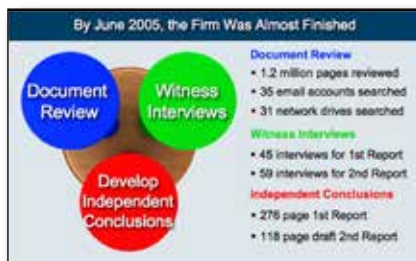 By June 2005, the Firm Was Almost Finished
Document
Review
Witness
Interviews
Develop
Independent
Conclusions
Document Review
• 1.2 million pages reviewed
• 35 email accounts searched
• 31 network drives searched
Witness Interviews
• 45 interviews for 1st Report
• 59 interviews for 2nd Report
Independent Conclusions
• 276 page 1st Report
• 118 page draft 2nd Report